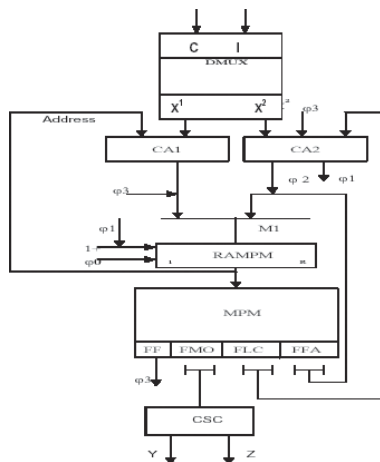 C I
DMUX
X¹ X² φ3
Address
CA1 CA2
φ3 φ2 φ1
φ1 M1
1+
φ0 1 RAMPM R
MPM
FF FMO FLC FFA
φ3
CSC
Y Z